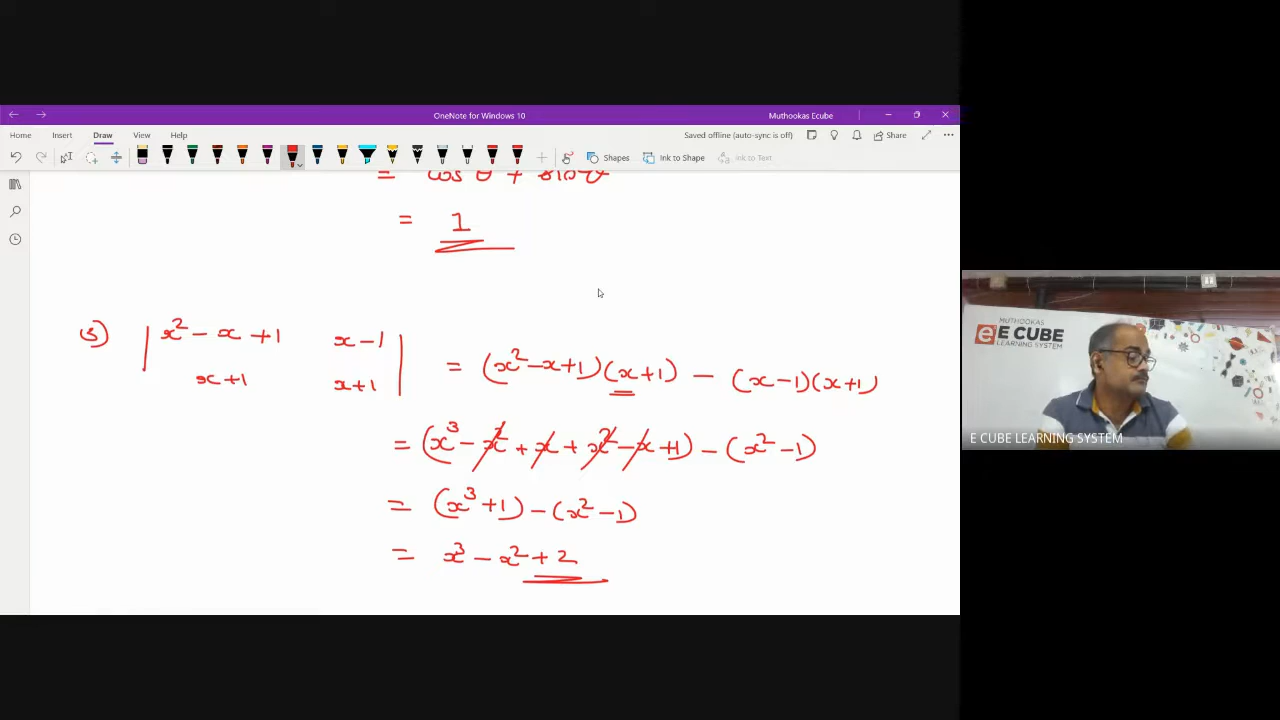 OneNote for Windows 10
Muthookas Ecube
Home Insert Draw View Help
Saved offline (auto-sync is off)
Share
Shapes
Ink to Shape
Ink to Text
= cos²θ + sin²θ
= 1
(3) | x² - x + 1 x - 1 | = (x² - x + 1)(x + 1) - (x - 1)(x + 1)
| x + 1 x + 1 |
= (x³ - x² + x + x² - x + 1) - (x² - 1)
= (x³ + 1) - (x² - 1)
= x³ - x² + 2
MUTHOOKAS
e E CUBE
LEARNING SYSTEM
E CUBE LEARNING SYSTEM